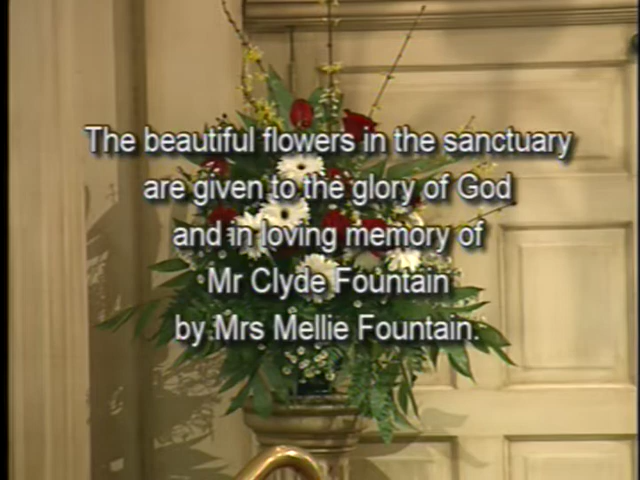 The beautiful flowers in the sanctuary
are given to the glory of God
and in loving memory of
Mr Clyde Fountain
by Mrs Mellie Fountain.